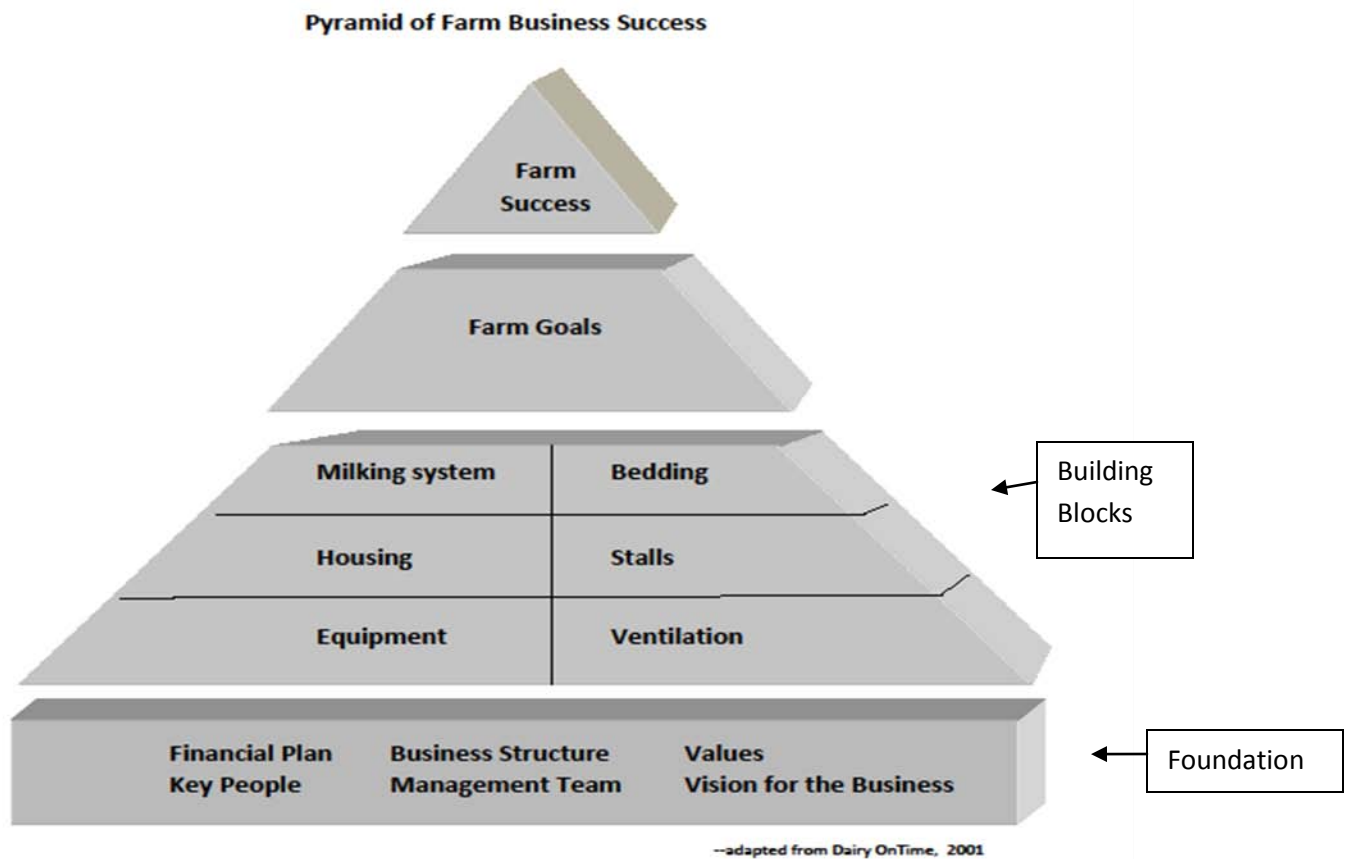 Pyramid of Farm Business Success
Farm
Success
Farm Goals
Milking system Bedding
Building
Blocks
Housing Stalls
Equipment Ventilation
Financial Plan Business Structure Values
Key People Management Team Vision for the Business
Foundation
--adapted from Dairy OnTime, 2001